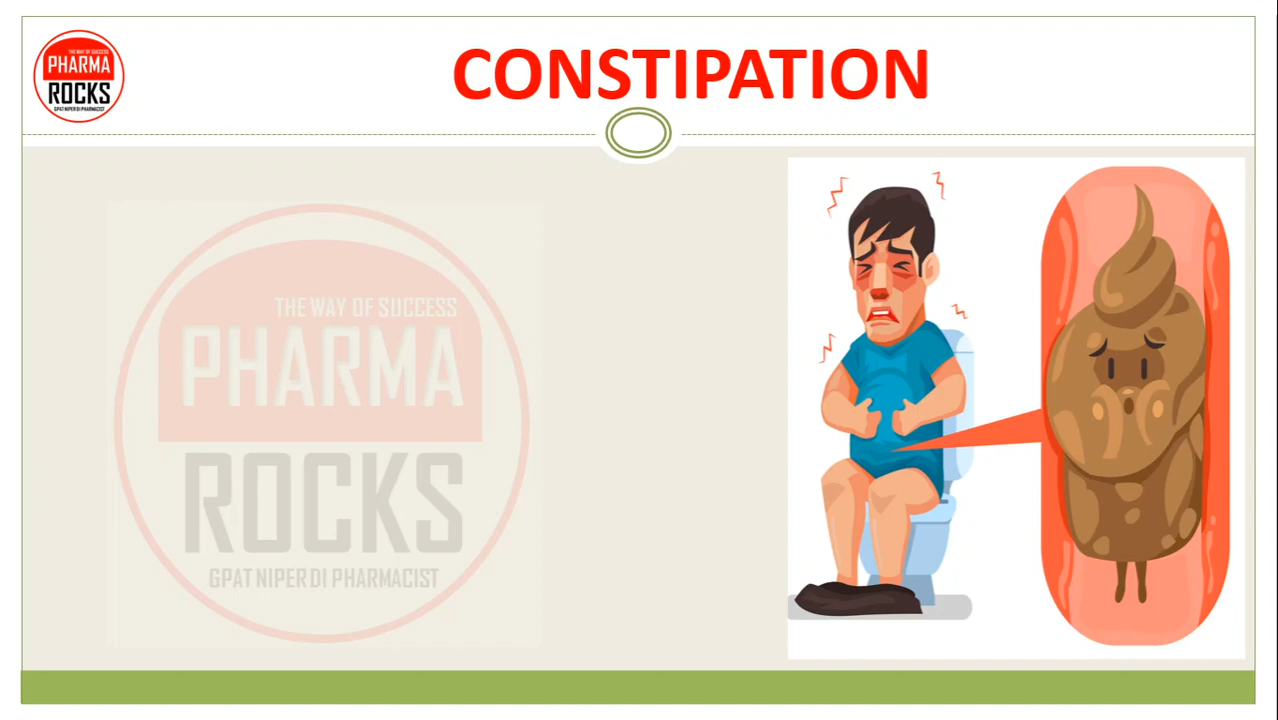 THE WAY OF SUCCESS
PHARMA
ROCKS
GPAT NIPER DI PHARMACIST
CONSTIPATION
THE WAY OF SUCCESS
PHARMA
ROCKS
GPAT NIPER DI PHARMACIST